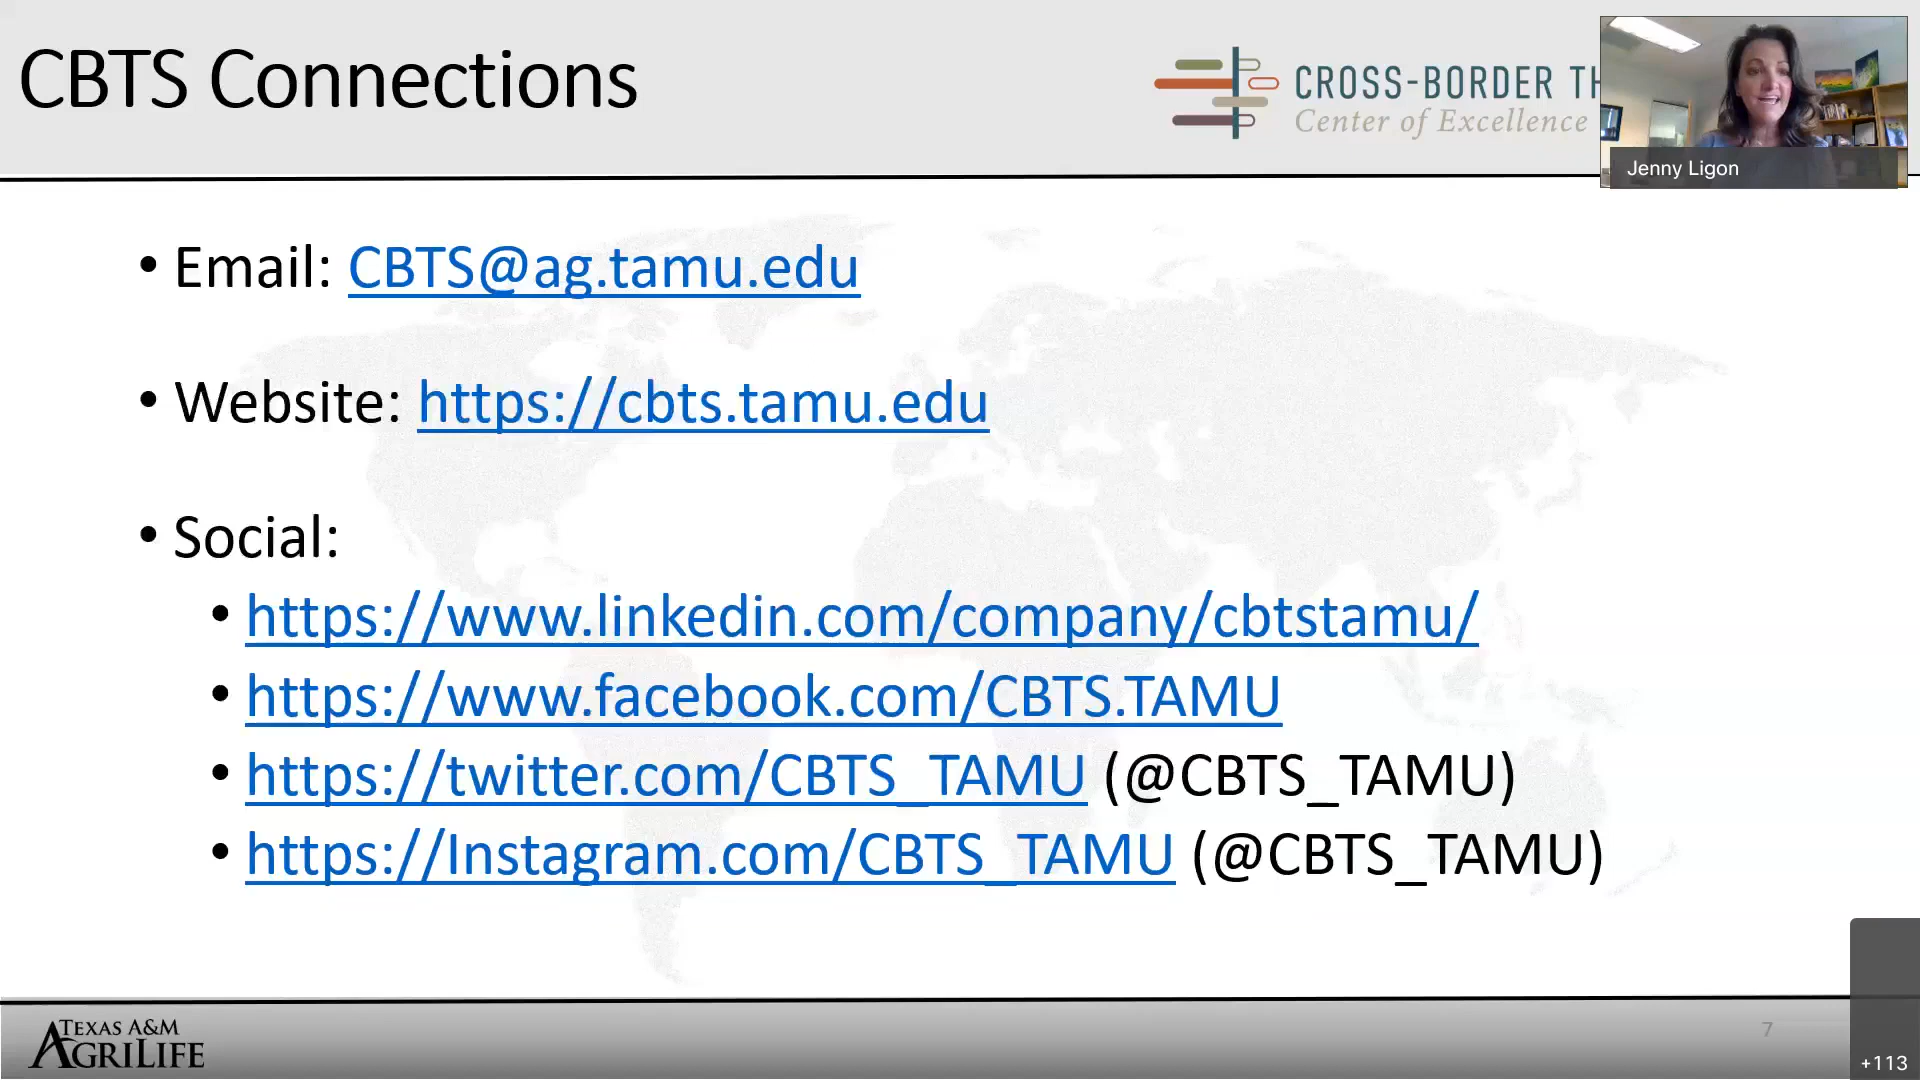 CBTS Connections
CROSS-BORDER
Center of Excellence
Jenny Ligon
• Email: CBTS@ag.tamu.edu
• Website: https://cbts.tamu.edu
• Social:
• https://www.linkedin.com/company/cbtstamu/
• https://www.facebook.com/CBTS.TAMU
• https://twitter.com/CBTS_TAMU (@CBTS_TAMU)
• https://Instagram.com/CBTS_TAMU (@CBTS_TAMU)
TEXAS A&M
AGRILIFE
7
+113